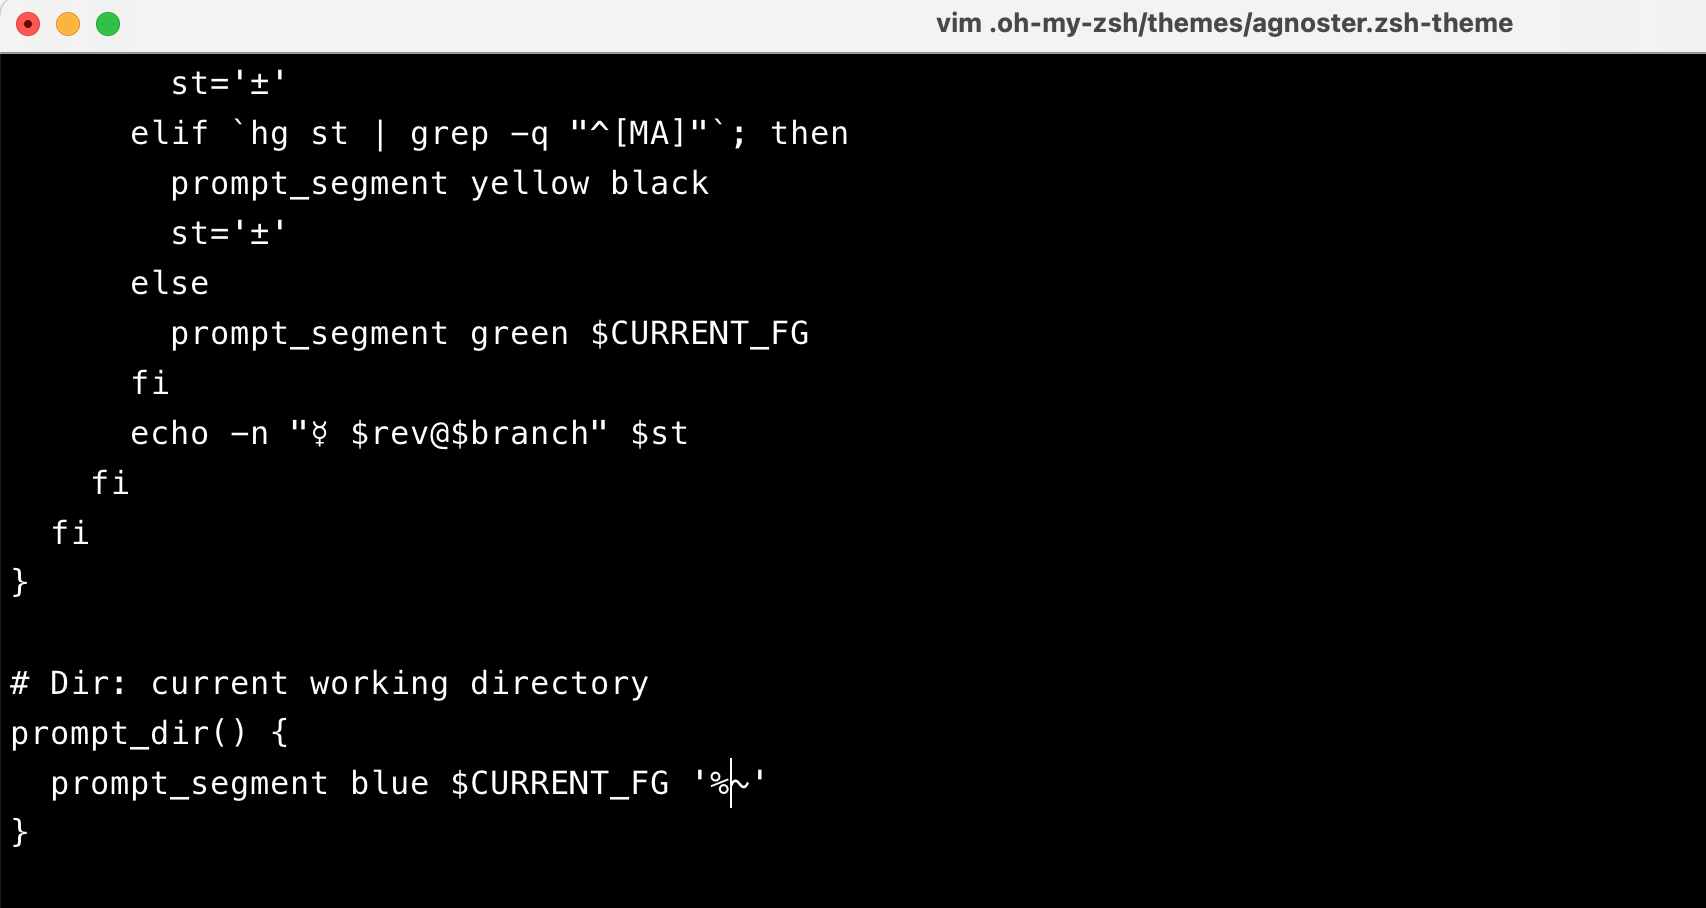 vim .oh-my-zsh/themes/agnoster.zsh-theme
        st='±'
      elif `hg st | grep -q "^[MA]"`; then
        prompt_segment yellow black
        st='±'
      else
        prompt_segment green $CURRENT_FG
      fi
      echo -n "☿ $rev@$branch" $st
    fi
  fi
}

# Dir: current working directory
prompt_dir() {
  prompt_segment blue $CURRENT_FG '%~'
}